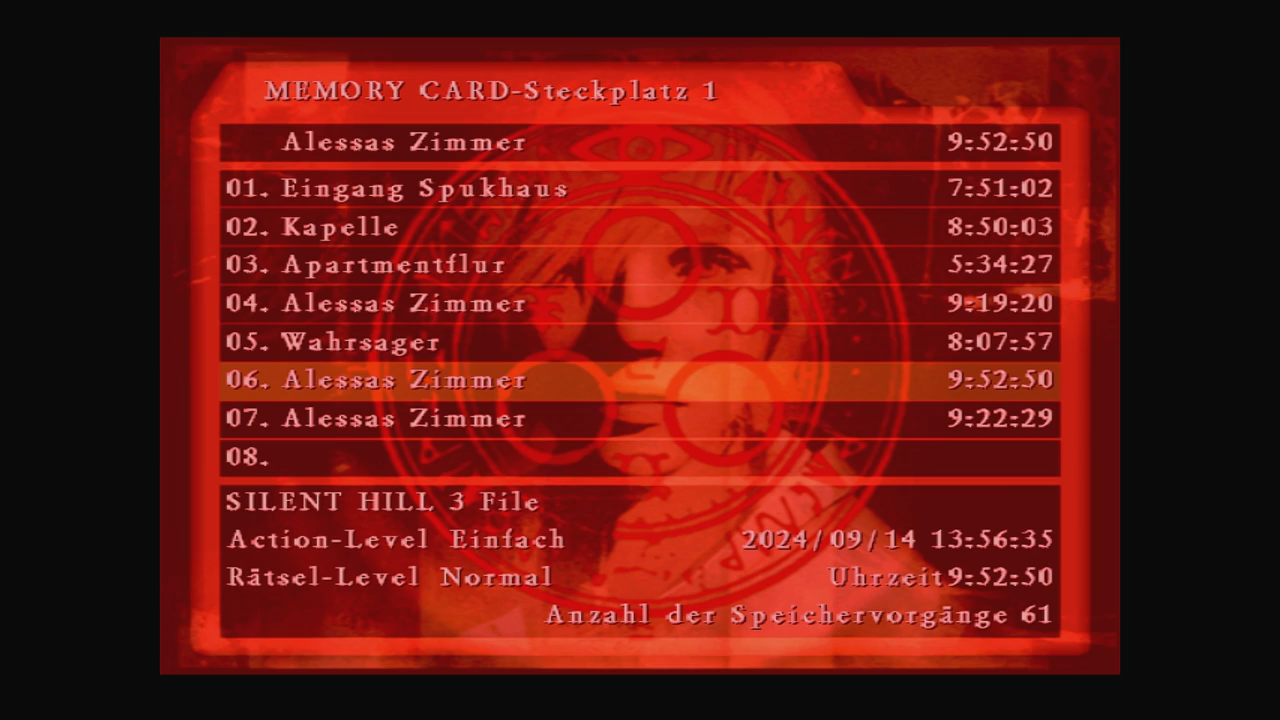 MEMORY CARD-Steckplatz 1
Alessas Zimmer 9:52:50
01. Eingang Spukhaus 7:51:02
02. Kapelle 8:50:03
03. Apartmentflur 5:34:27
04. Alessas Zimmer 9:19:20
05. Wahrsager 8:07:57
06. Alessas Zimmer 9:52:50
07. Alessas Zimmer 9:22:29
08.
SILENT HILL 3 File
Action-Level Einfach 2024/09/14 13:56:35
Rätsel-Level Normal Uhrzeit 9:52:50
Anzahl der Speichervorgänge 61